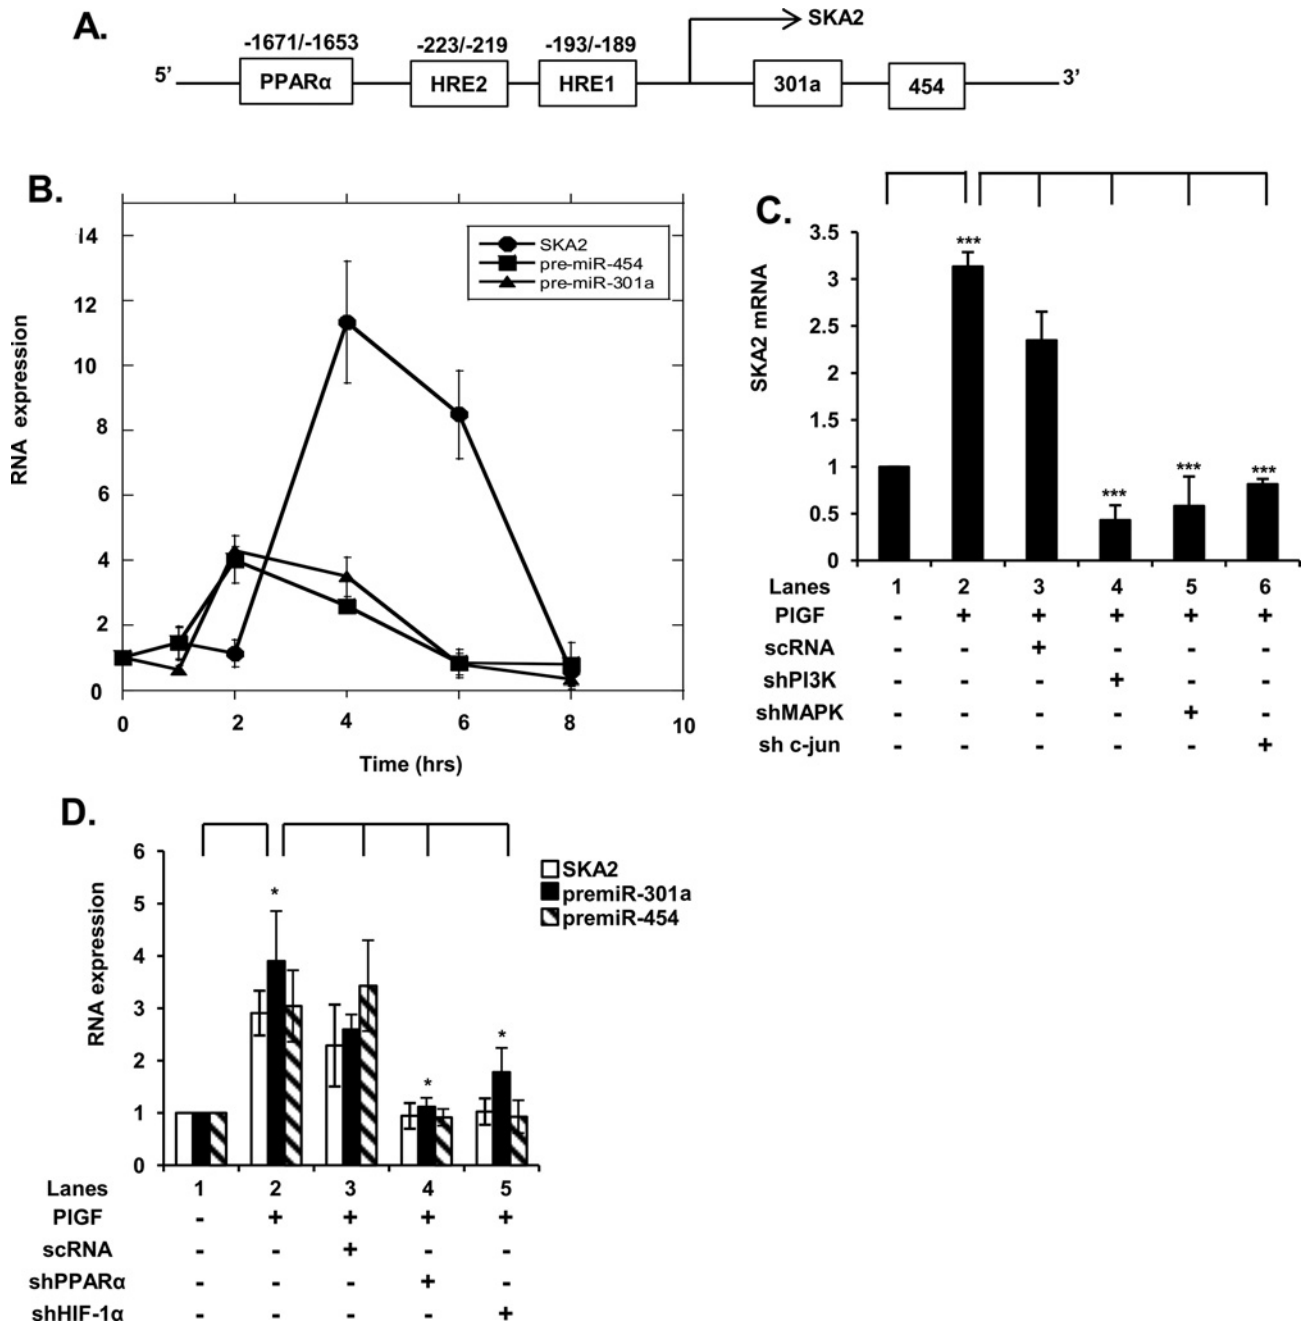 A.
SKA2
-1671/-1653 -223/-219 -193/-189
5' PPARα HRE2 HRE1 301a 454 3'
B.
14
12
10
8
6
4
2
0
RNA expression
SKA2
pre-miR-454
pre-miR-301a
0 2 4 6 8 10
Time (hrs)
C.
3.5
3
2.5
2
1.5
1
0.5
0
SKA2 mRNA
*** *** *** ***
Lanes 1 2 3 4 5 6
PIGF - + + + + +
scRNA - - + - - -
shPI3K - - - + - -
shMAPK - - - - + -
sh c-jun - - - - - +
D.
6
5
4
3
2
1
0
RNA expression
SKA2
premiR-301a
premiR-454
* * *
Lanes 1 2 3 4 5
PIGF - + + + +
scRNA - - + - -
shPPARα - - - + -
shHIF-1α - - - - +